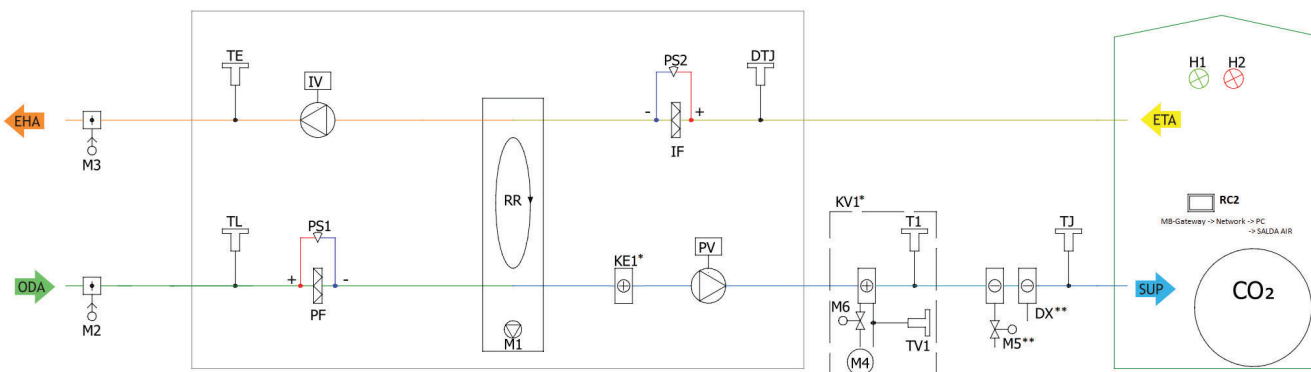 TE
IV
PS2
DTJ
H1 H2
EHA
- +
ETA
M3
IF
RR
RC2
MB-Gateway -> Network -> PC
-> SALDA AIR
TL
PS1
KV1*
T1
TJ
KE1*
PV
+ -
ODA
SUP
CO2
M2
PF
M1
M6
DX**
TV1
M5**
M4